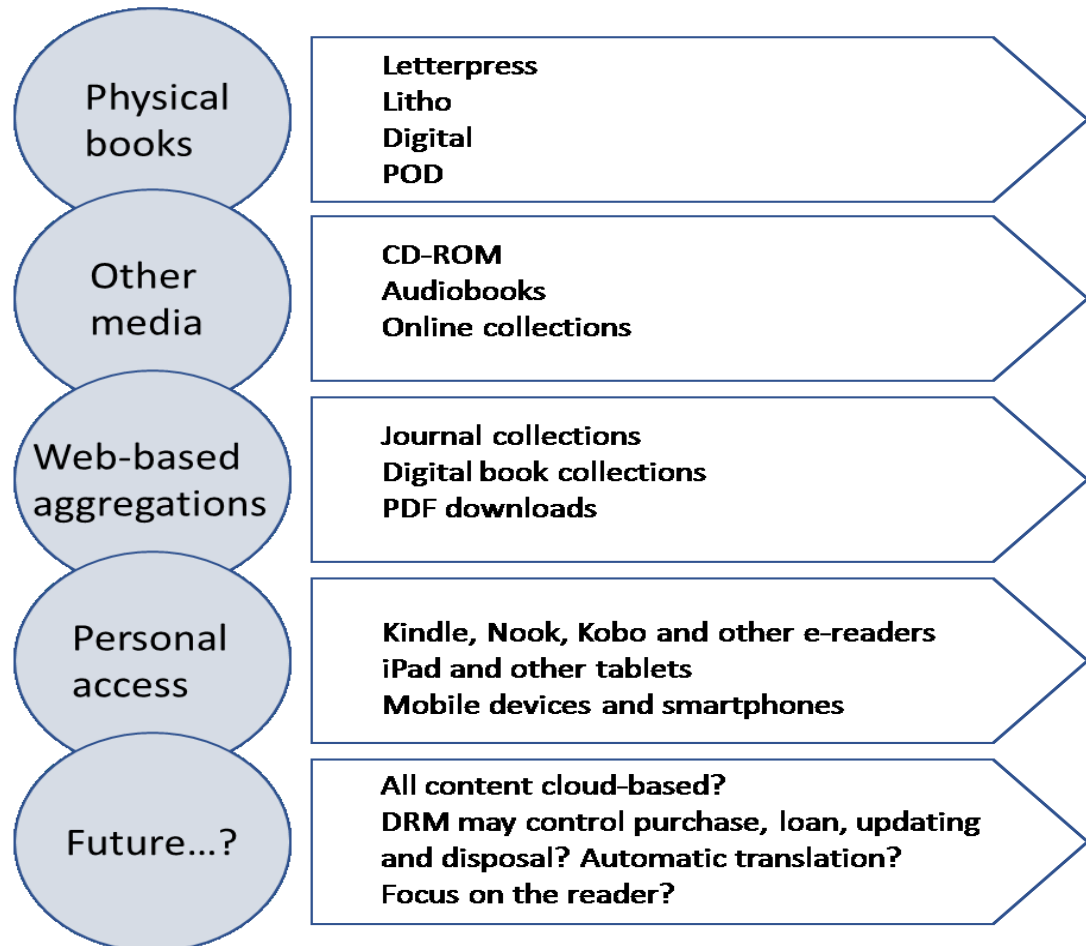 Physical
books
Letterpress
Litho
Digital
POD
Other
media
CD-ROM
Audiobooks
Online collections
Web-based
aggregations
Journal collections
Digital book collections
PDF downloads
Personal
access
Kindle, Nook, Kobo and other e-readers
iPad and other tablets
Mobile devices and smartphones
Future...?
All content cloud-based?
DRM may control purchase, loan, updating
and disposal? Automatic translation?
Focus on the reader?